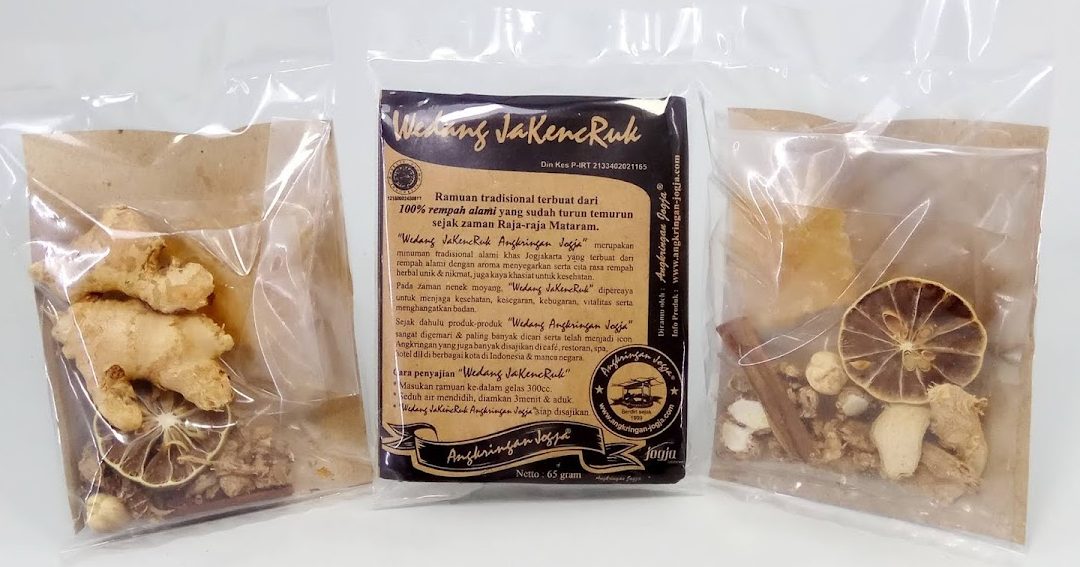 Wedang JaKencRuk
Din Kes P-IRT 2133402021165
Ramuan tradisional terbuat dari
100% rempah alami yang sudah turun temurun
sejak zaman Raja-raja Mataram.
"Wedang JaKencRuk Angkringan Jogja" merupakan
minuman tradisional alami khas Jogjakarta yang terbuat dari
rempah alami dengan aroma menyegarkan serta cita rasa rempah
herbal unik & nikmat, juga kaya khasiat untuk kesehatan.
Pada zaman nenek moyang, "Wedang JaKencRuk" dipercaya
untuk menjaga kesehatan, kesegaran, kebugaran, vitalitas serta
menghangatkan badan.
Sejak dahulu produk-produk "Wedang Angkringan Jogja"
sangat digemari & paling banyak dicari serta telah menjadi icon
Angkringan yang juga banyak disajikan di café, restoran, spa,
hotel dll di berbagai kota di Indonesia & manca negara.
Cara penyajian "Wedang JaKencRuk"
* Masukan ramuan ke dalam gelas 300cc.
* Seduh air mendidih, diamkan 3menit & aduk.
* "Wedang JaKencRuk Angkringan Jogja" siap disajikan
Diramu oleh : Angkringan Jogja®
Info Produk : www.angkringan-jogja.com
Angkringan Jogja
Berdiri sejak
1999
www.angkringan-jogja.com
Angkringan Jogja®
Netto : 65 gram
jogja
Angkringan Jogja